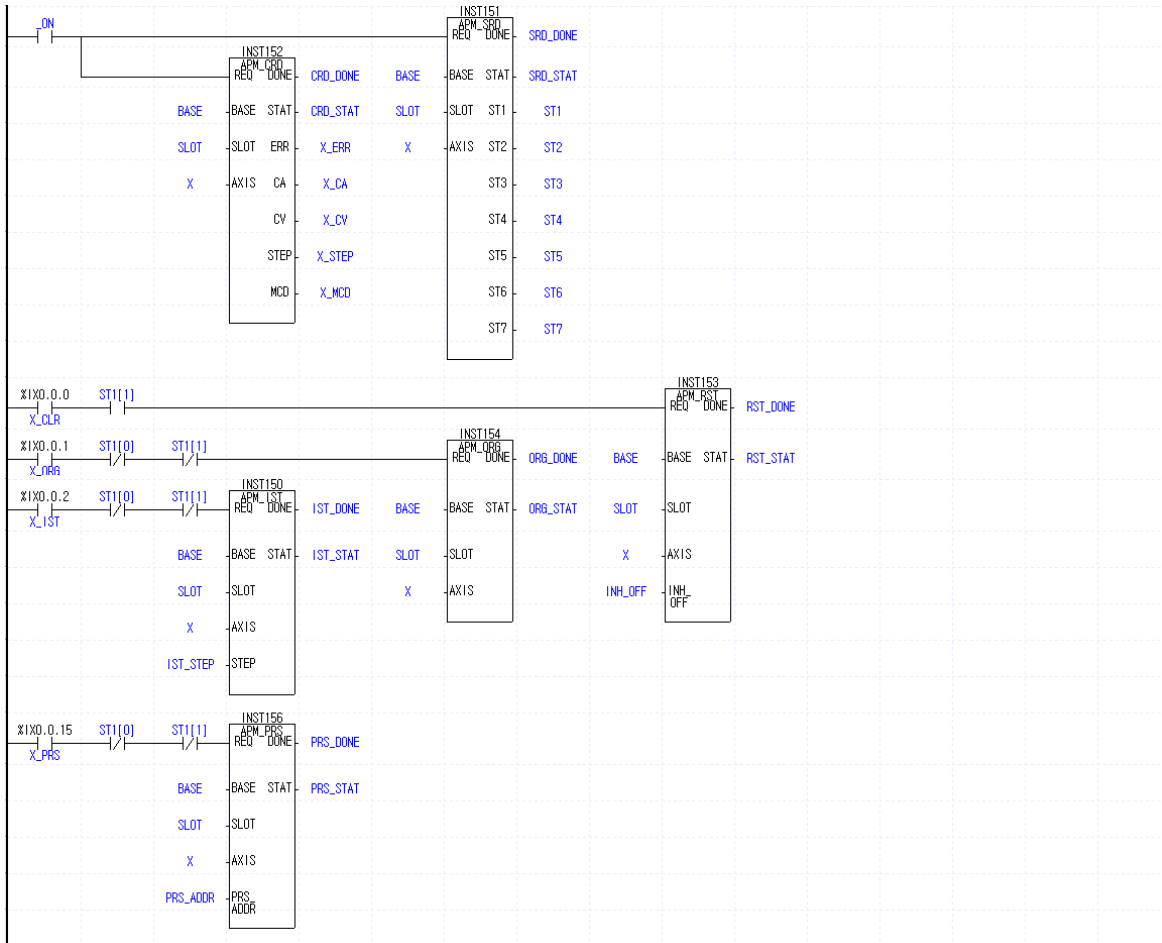 _ON
INST151
APM_SRD
REQ DONE SRD_DONE
INST152
APM_CRD
REQ DONE CRD_DONE BASE BASE STAT SRD_STAT
BASE BASE STAT CRD_STAT SLOT SLOT ST1 ST1
SLOT SLOT ERR X_ERR X AXIS ST2 ST2
X AXIS CA X_CA ST3 ST3
CV X_CV ST4 ST4
STEP X_STEP ST5 ST5
MCD X_MCD ST6 ST6
ST7 ST7
INST153
%IX0.0.0 ST1[1] APM_RST
REQ DONE RST_DONE
X_CLR
INST154
%IX0.0.1 ST1[0] ST1[1] APM_ORG
REQ DONE ORG_DONE BASE BASE STAT RST_STAT
X_ORG
INST150
%IX0.0.2 ST1[0] ST1[1] APM_IST
REQ DONE IST_DONE BASE BASE STAT ORG_STAT SLOT SLOT
X_IST
BASE BASE STAT IST_STAT SLOT SLOT X AXIS
SLOT SLOT X AXIS INH_OFF INH_
OFF
X AXIS
IST_STEP STEP
INST156
%IX0.0.15 ST1[0] ST1[1] APM_PRS
REQ DONE PRS_DONE
X_PRS
BASE BASE STAT PRS_STAT
SLOT SLOT
X AXIS
PRS_ADDR PRS_
ADDR